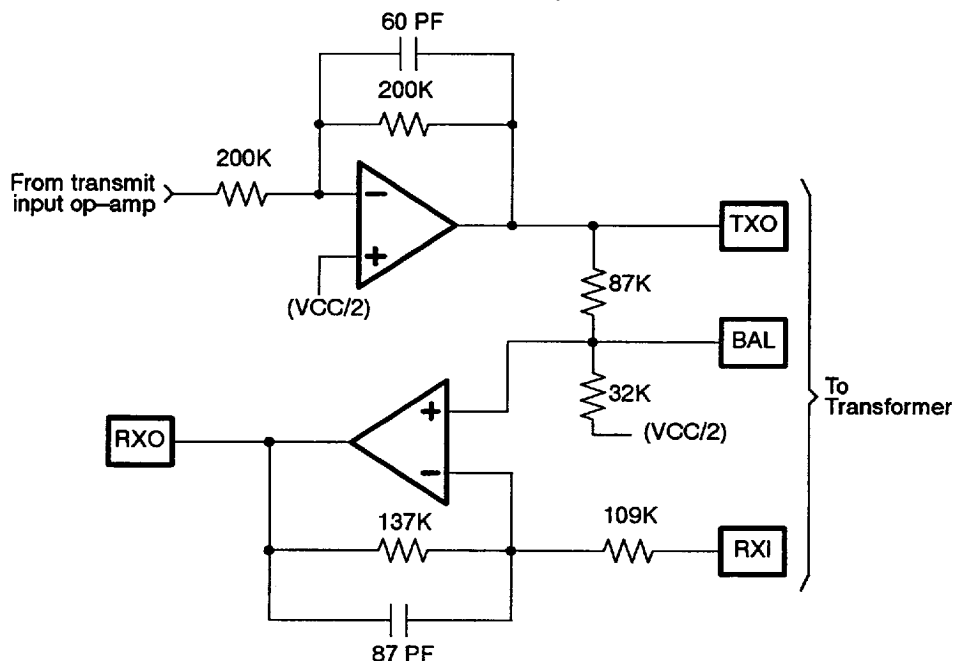 60 PF
200K
200K
From transmit
input op–amp
−
+
(VCC/2)
TXO
87K
BAL
32K
(VCC/2)
To
Transformer
+
−
RXO
137K
109K
RXI
87 PF